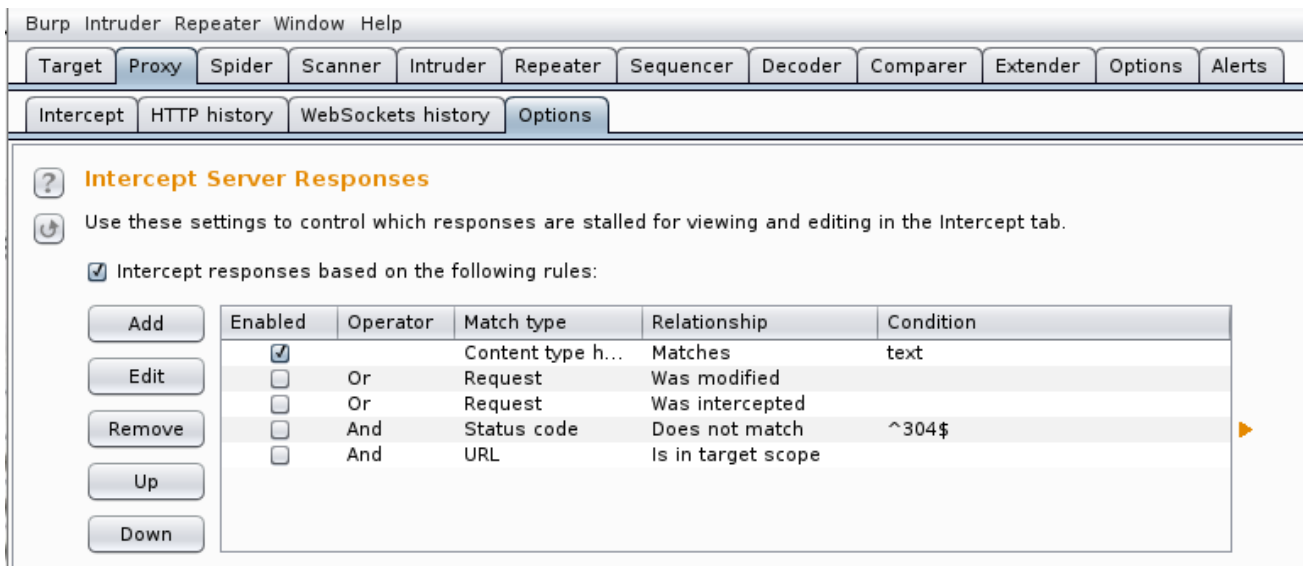 Burp Intruder Repeater Window Help
Target Proxy Spider Scanner Intruder Repeater Sequencer Decoder Comparer Extender Options Alerts
Intercept HTTP history WebSockets history Options
? Intercept Server Responses
Use these settings to control which responses are stalled for viewing and editing in the Intercept tab.
Intercept responses based on the following rules:
Add Enabled Operator Match type Relationship Condition
Content type h... Matches text
Edit Or Request Was modified
Or Request Was intercepted
Remove And Status code Does not match ^304$
And URL Is in target scope
Up
Down